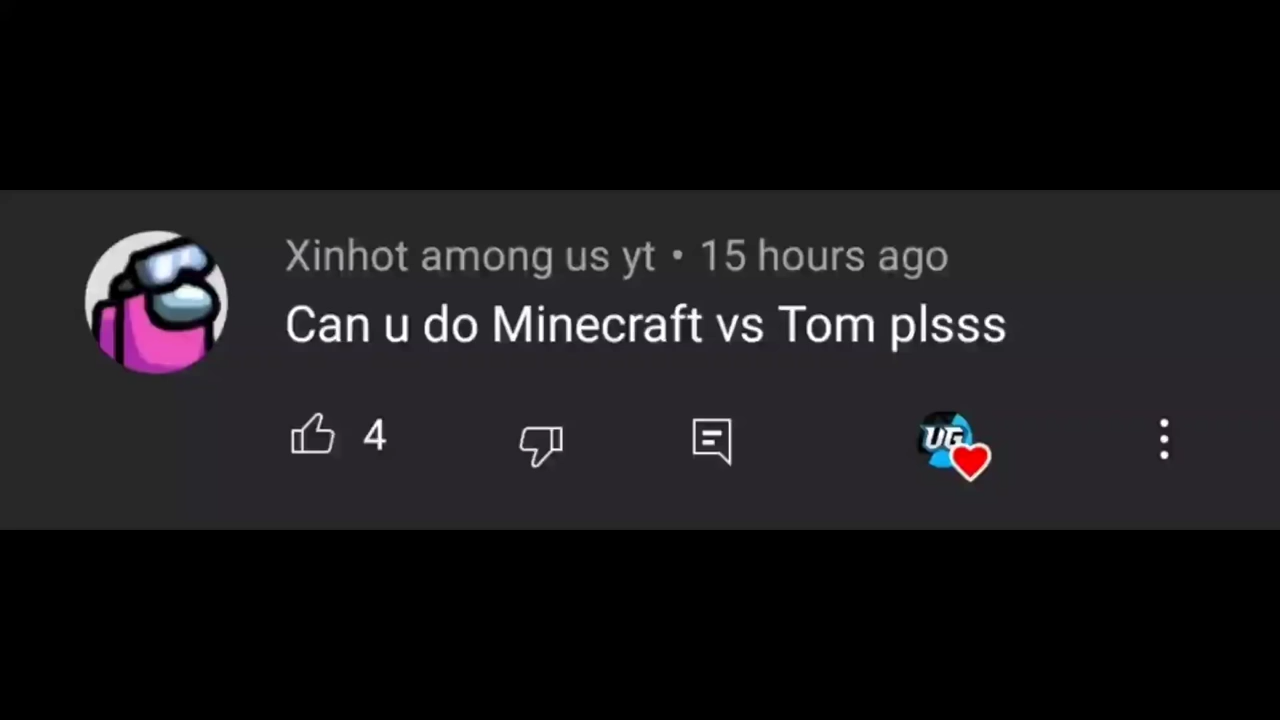 Xinhot among us yt • 15 hours ago
Can u do Minecraft vs Tom plsss
4
UG